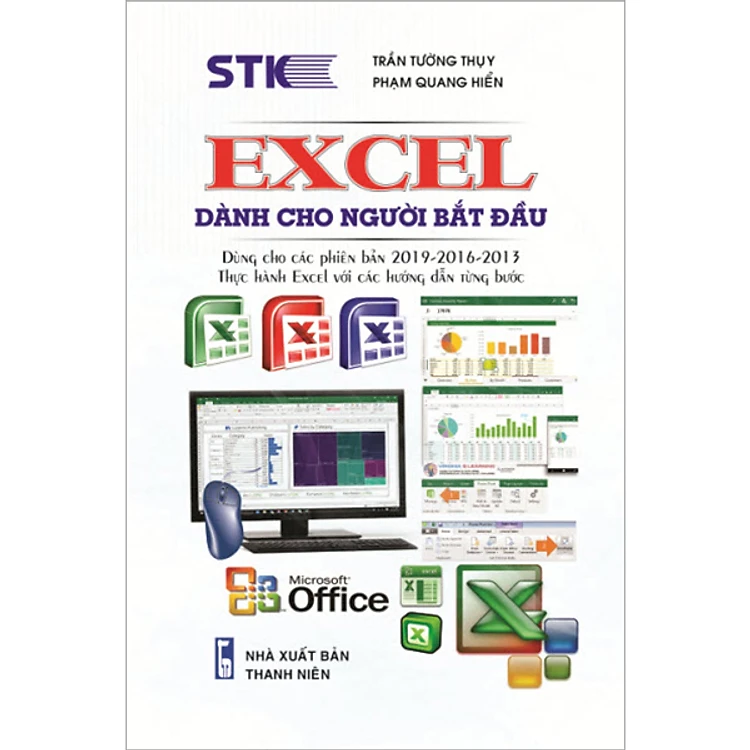 STK
TRẦN TƯỜNG THỤY
PHẠM QUANG HIỂN
EXCEL
DÀNH CHO NGƯỜI BẮT ĐẦU
Dùng cho các phiên bản 2019-2016-2013
Thực hành Excel với các hướng dẫn từng bước
Microsoft
Office
EXCEL
NHÀ XUẤT BẢN
THANH NIÊN